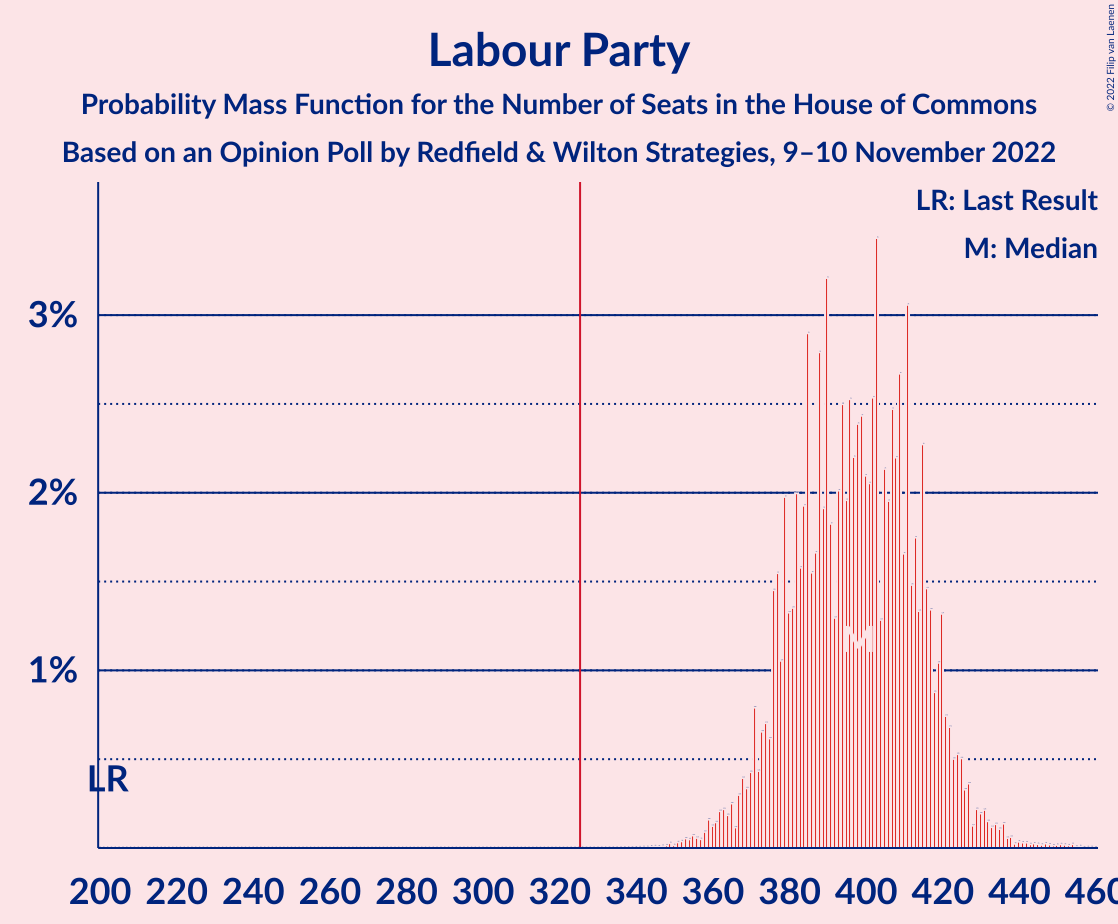 Labour Party
Probability Mass Function for the Number of Seats in the House of Commons
Based on an Opinion Poll by Redfield & Wilton Strategies, 9–10 November 2022
© 2022 Filip van Laenen
LR: Last Result
M: Median
3%
2%
1%
M
LR
200 220 240 260 280 300 320 340 360 380 400 420 440 460